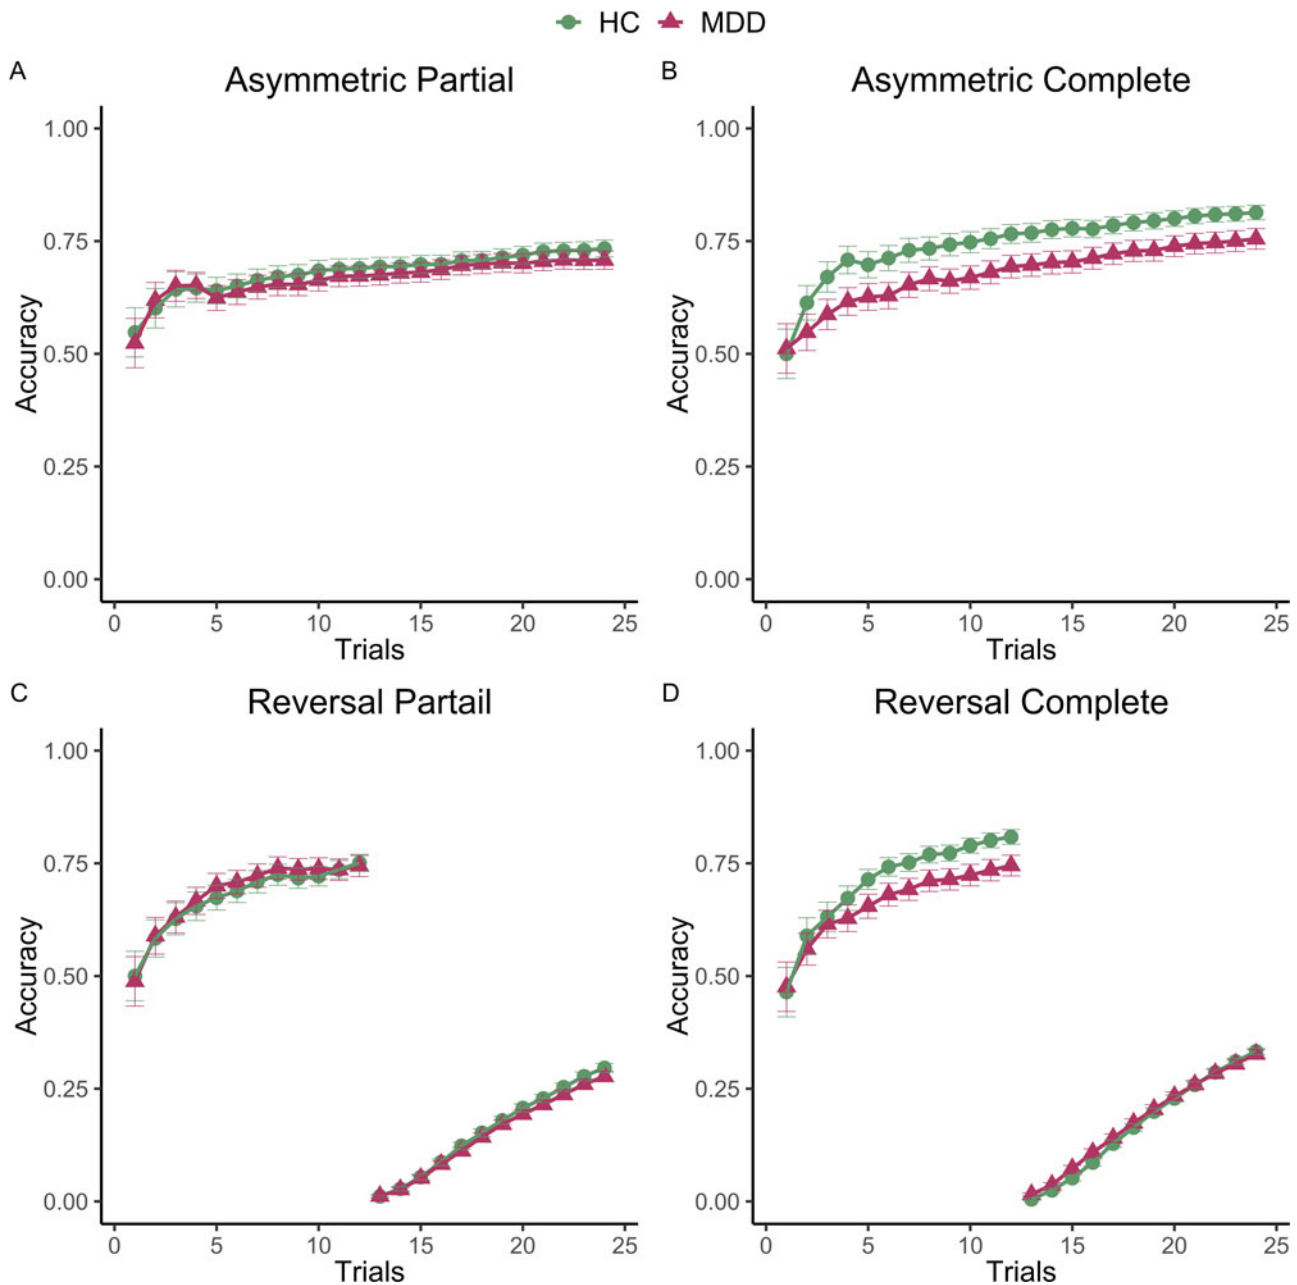 HC MDD
A Asymmetric Partial
1.00
0.75
0.50
0.25
0.00
Accuracy
0 5 10 15 20 25
Trials
B Asymmetric Complete
1.00
0.75
0.50
0.25
0.00
Accuracy
0 5 10 15 20 25
Trials
C Reversal Partail
1.00
0.75
0.50
0.25
0.00
Accuracy
0 5 10 15 20 25
Trials
D Reversal Complete
1.00
0.75
0.50
0.25
0.00
Accuracy
0 5 10 15 20 25
Trials